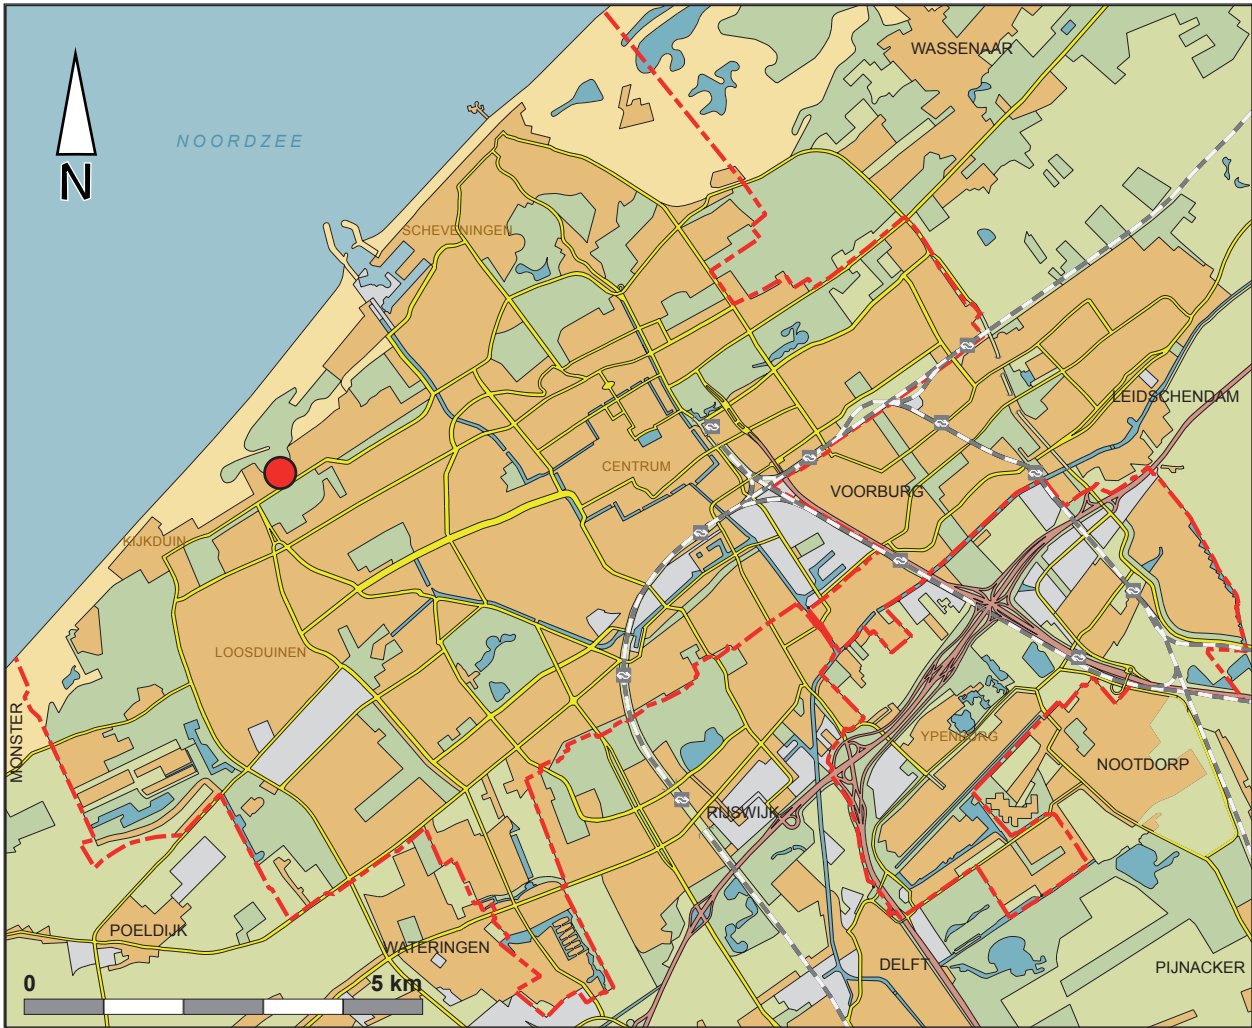 WASSENAAR
NOORDZEE
N
SCHEVENINGEN
LEIDSCHENDAM
CENTRUM
VOORBURG
KIJKDUIN
LOOSDUINEN
MONSTER
YPENBURG
NOOTDORP
RIJSWIJK
POELDIJK
WATERINGEN
DELFT
PIJNACKER
0 5 km